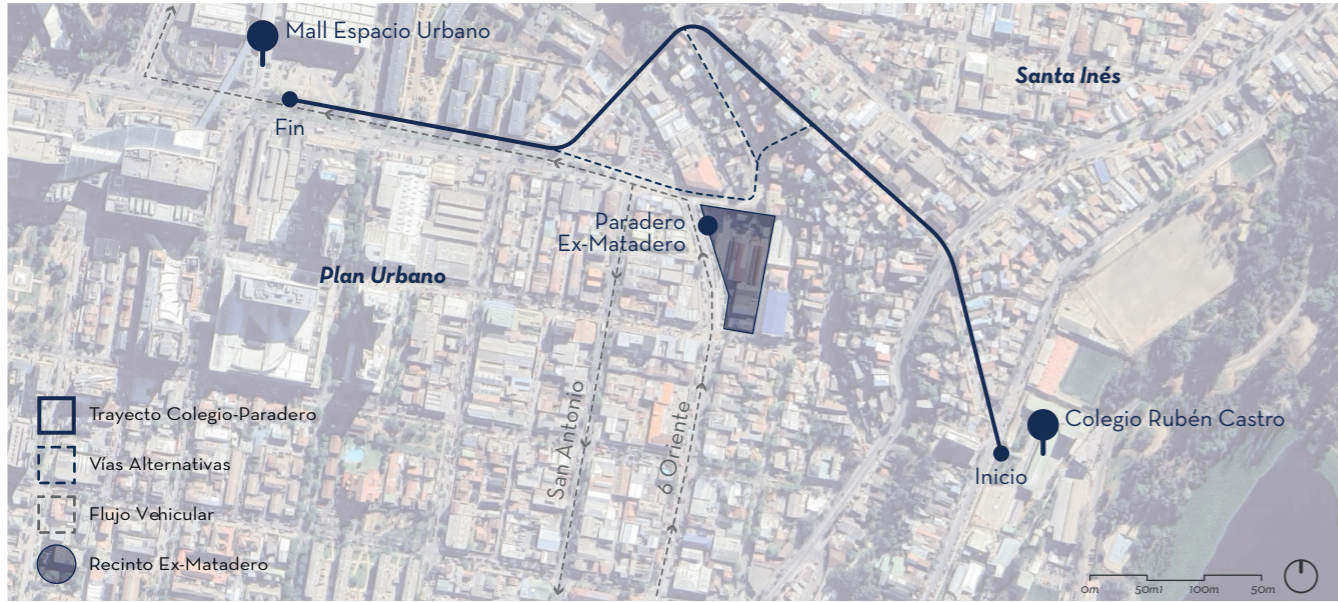 Mall Espacio Urbano
Santa Inés
Fin
Paradero
Ex-Matadero
Plan Urbano
San Antonio
6 Oriente
Colegio Rubén Castro
Inicio
Trayecto Colegio-Paradero
Vías Alternativas
Flujo Vehicular
Recinto Ex-Matadero
0m 50m1 100m 50m